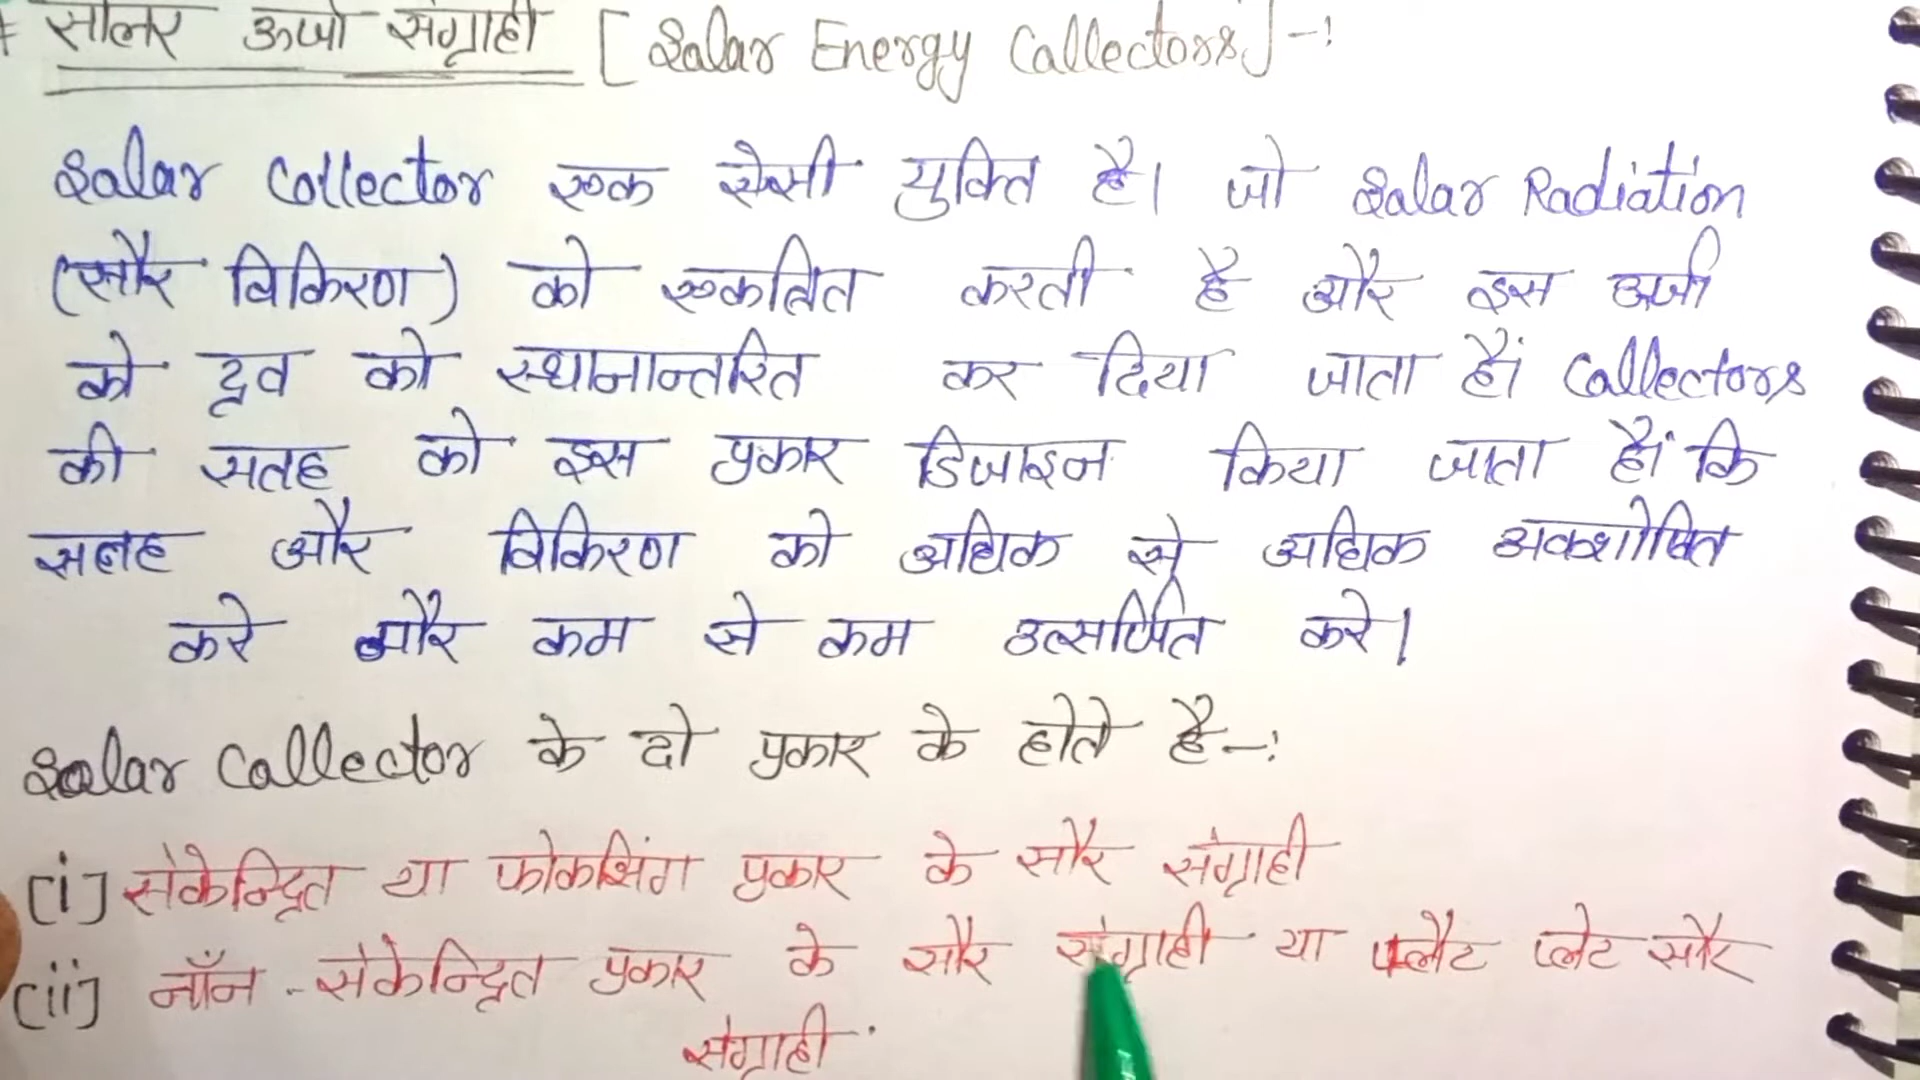 # सोलर ऊर्जा संग्राही [Solar Energy Collectors] -:
Solar Collector एक ऐसी युक्ति है। जो Solar Radiation
(सौर विकिरण) को एकत्रित करती है और इस ऊर्जा
को द्रव को स्थानान्तरित कर दिया जाता है। Collectors
की सतह को इस प्रकार डिजाइन किया जाता है। कि
सतह और विकिरण को अधिक से अधिक अवशोषित
करे और कम से कम उत्सर्पित करे।
Solar Collector के दो प्रकार के होते है-:
[i] संकेन्द्रित या फोकसिंग प्रकार के सौर संग्राही
[ii] नॉन-संकेन्द्रित प्रकार के सौर संग्राही या फ्लैट प्लेट सौर
संग्राही